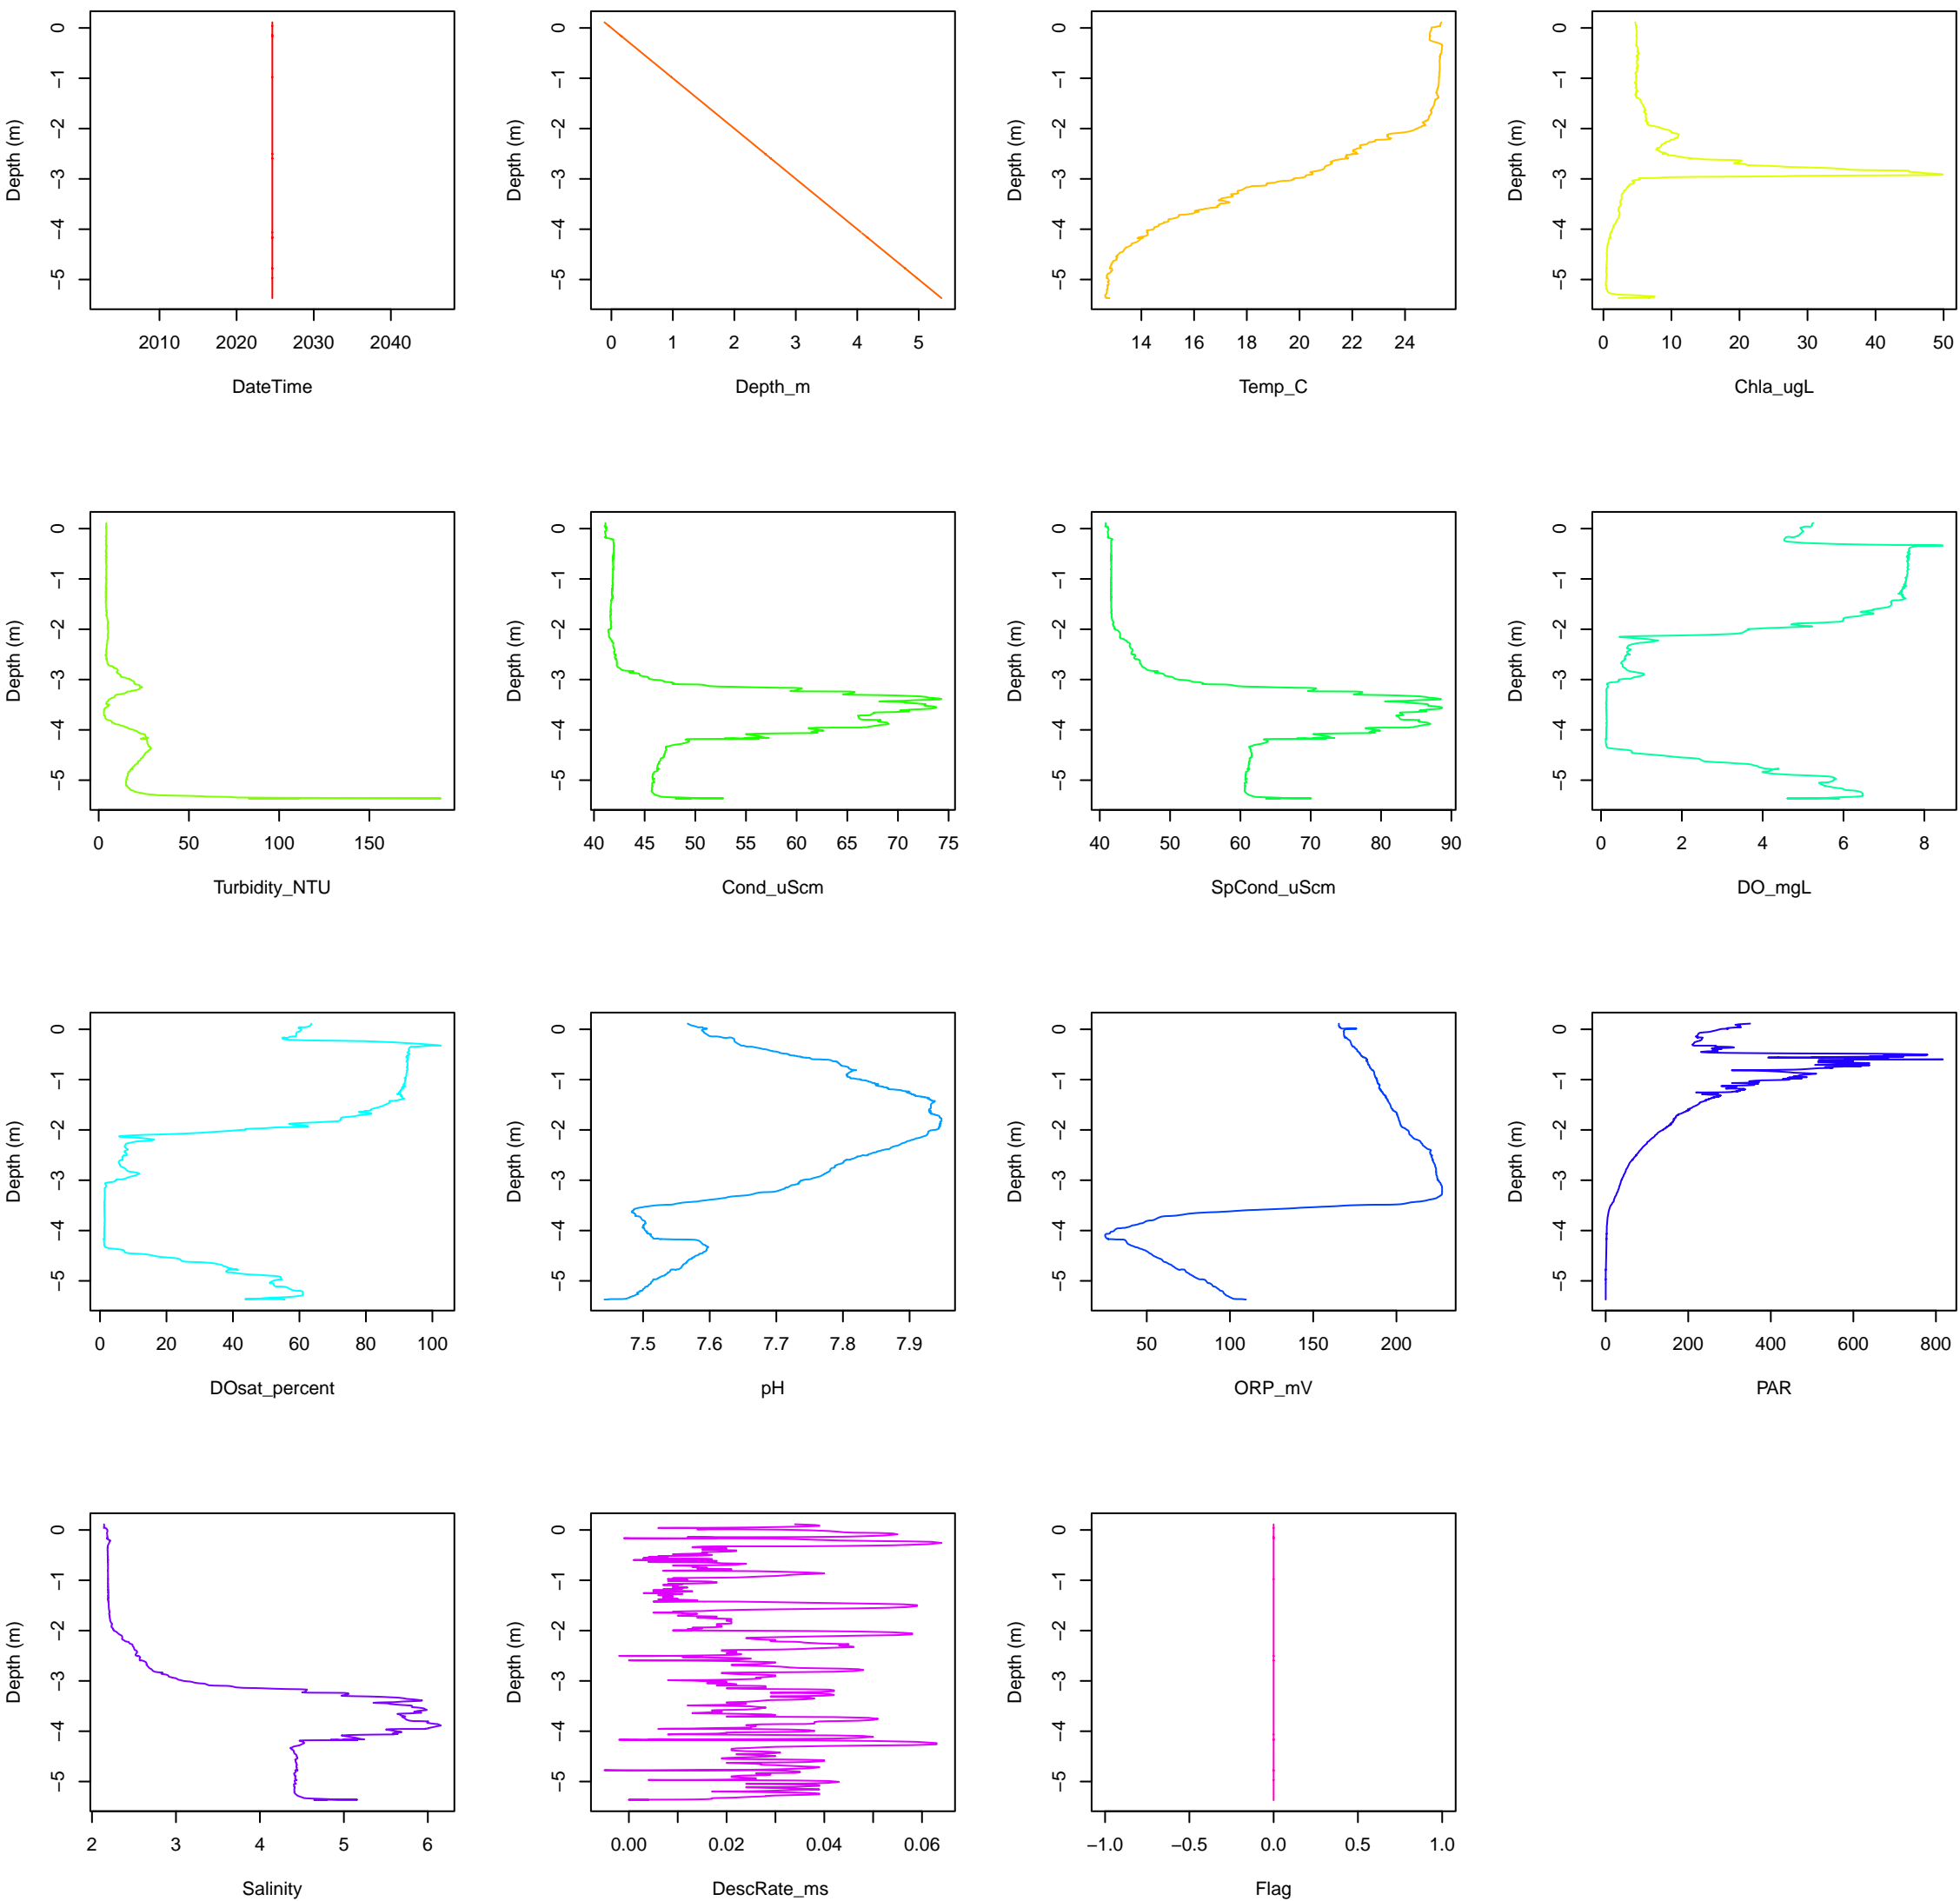 Depth (m) Depth (m) Depth (m) Depth (m)
0 0 0 0
−1 −1 −1 −1
−2 −2 −2 −2
−3 −3 −3 −3
−4 −4 −4 −4
−5 −5 −5 −5
2010 2020 2030 2040 0 1 2 3 4 5 14 16 18 20 22 24 0 10 20 30 40 50
DateTime Depth_m Temp_C Chla_ugL
Depth (m) Depth (m) Depth (m) Depth (m)
0 0 0 0
−1 −1 −1 −1
−2 −2 −2 −2
−3 −3 −3 −3
−4 −4 −4 −4
−5 −5 −5 −5
0 50 100 150 40 45 50 55 60 65 70 75 40 50 60 70 80 90 0 2 4 6 8
Turbidity_NTU Cond_uScm SpCond_uScm DO_mgL
Depth (m) Depth (m) Depth (m) Depth (m)
0 0 0 0
−1 −1 −1 −1
−2 −2 −2 −2
−3 −3 −3 −3
−4 −4 −4 −4
−5 −5 −5 −5
0 20 40 60 80 100 7.5 7.6 7.7 7.8 7.9 50 100 150 200 0 200 400 600 800
DOsat_percent pH ORP_mV PAR
Depth (m) Depth (m) Depth (m)
0 0 0
−1 −1 −1
−2 −2 −2
−3 −3 −3
−4 −4 −4
−5 −5 −5
2 3 4 5 6 0.00 0.02 0.04 0.06 −1.0 −0.5 0.0 0.5 1.0
Salinity DescRate_ms Flag